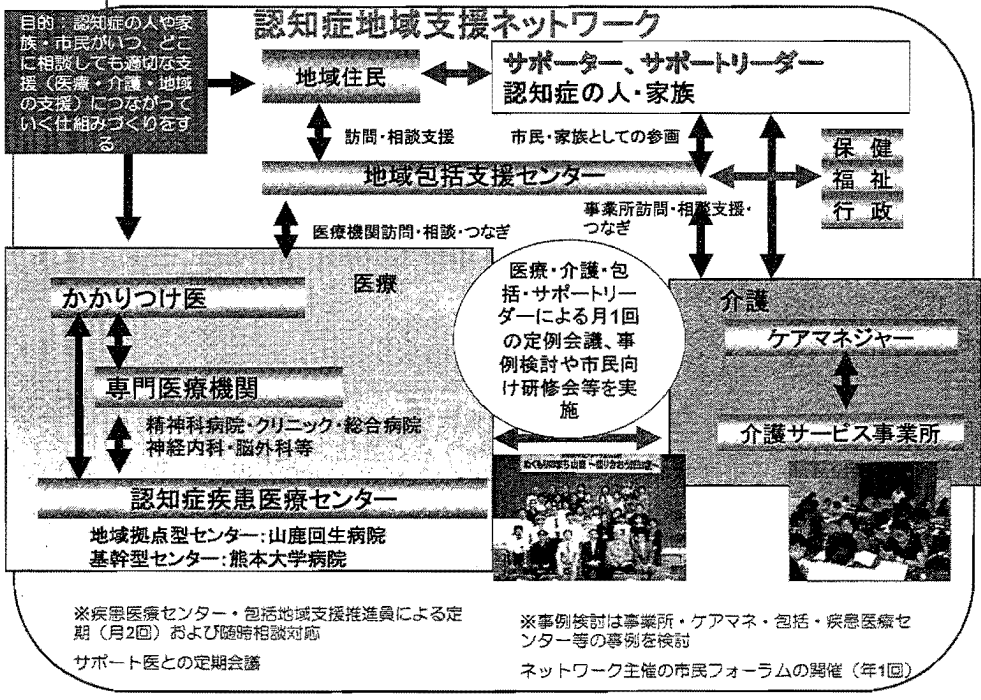 認知症地域支援ネットワーク
目的:認知症の人や家
族・市民がいつ、どこ
に相談しても適切な支
援(医療・介護・地域
の支援)につながって
いく仕組みづくりをす
る
地域住民
サポーター、サポートリーダー
認知症の人・家族
訪問・相談支援
市民・家族としての参画
保 健
福 祉
行 政
地域包括支援センター
事業所訪問・相談支援・
つなぎ
医療機関訪問・相談・つなぎ
医療
かかりつけ医
専門医療機関
精神科病院・クリニック・総合病院
神経内科・脳外科等
認知症疾患医療センター
地域拠点型センター:山鹿回生病院
基幹型センター:熊本大学病院
医療・介護・包
括・サポートリー
ダーによる月1回
の定例会議、事
例検討や市民向
け研修会等を実
施
介護
ケアマネジャー
介護サービス事業所
※疾患医療センター・包括地域支援推進員による定
期(月2回)および随時相談対応
サポート医との定期会議
※事例検討は事業所・ケアマネ・包括・疾患医療セ
ンター等の事例を検討
ネットワーク主催の市民フォーラムの開催(年1回)